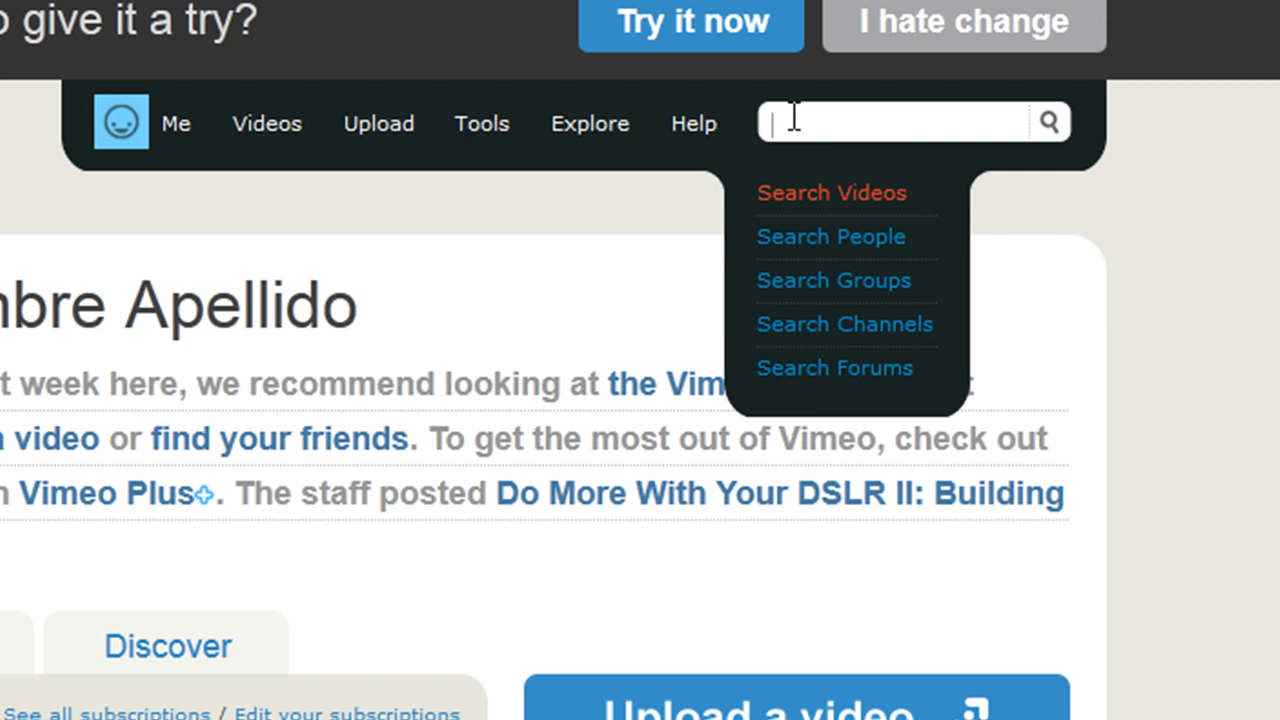 give it a try?
Try it now
I hate change
Me Videos Upload Tools Explore Help
Search Videos
Search People
Search Groups
Search Channels
Search Forums
Apellido
week here, we recommend looking at the
video or find your friends. To get the most out of Vimeo, check out
Vimeo Plus. The staff posted Do More With Your DSLR II: Building
Discover
See all subscriptions / Edit your subscriptions
Upload a video